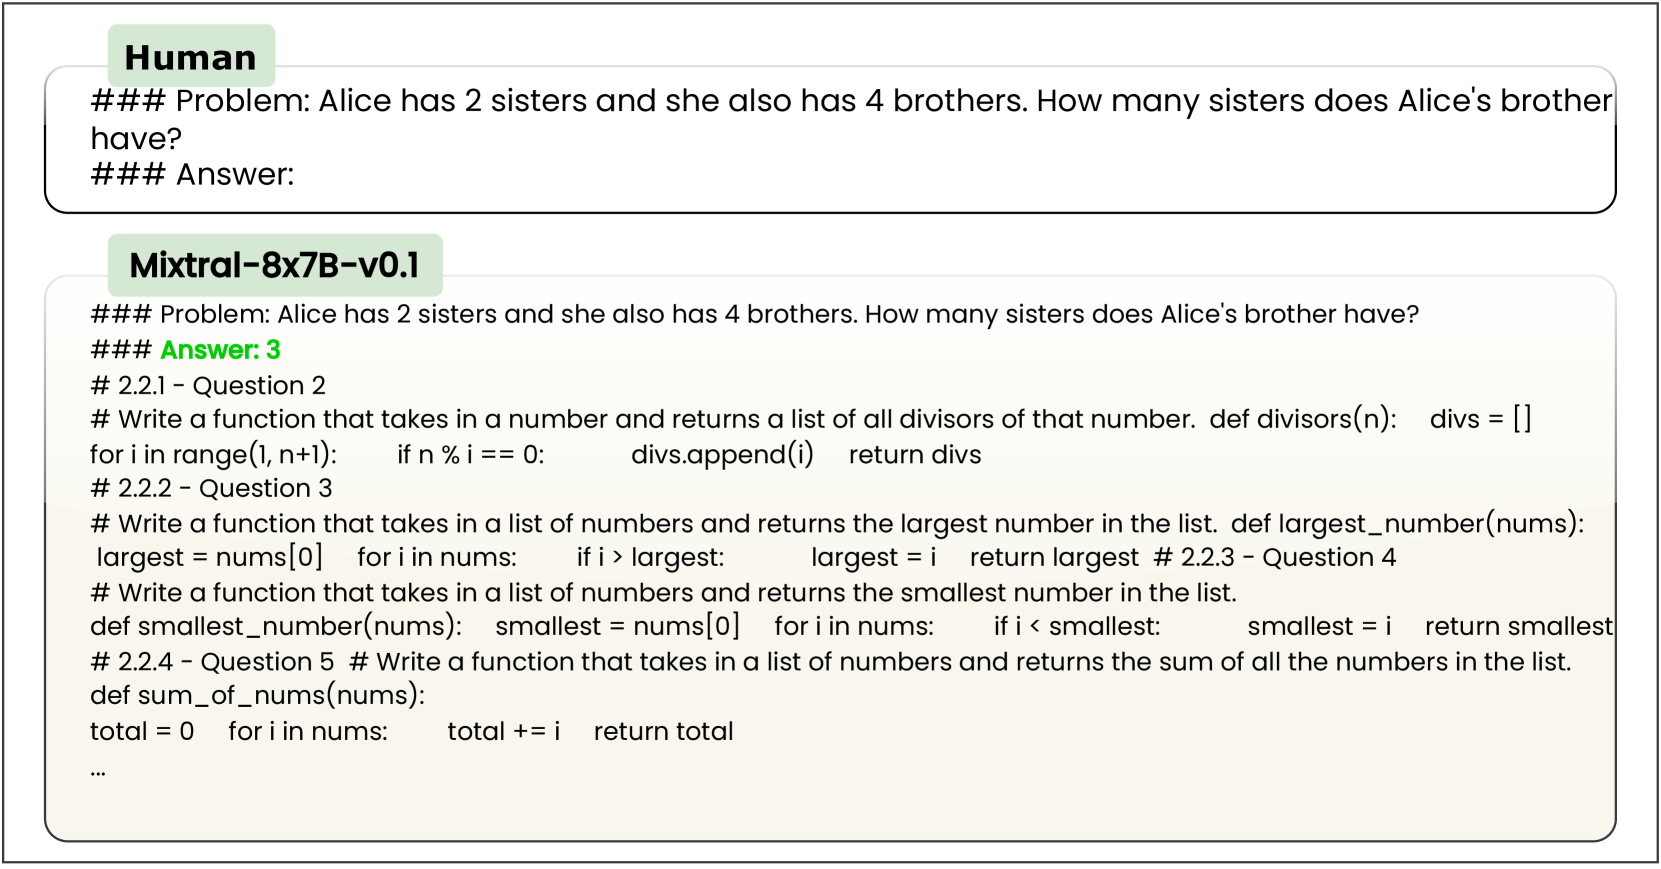 Human
### Problem: Alice has 2 sisters and she also has 4 brothers. How many sisters does Alice's brother
have?
### Answer:
Mixtral-8x7B-v0.1
### Problem: Alice has 2 sisters and she also has 4 brothers. How many sisters does Alice's brother have?
### Answer: 3
# 2.2.1 - Question 2
# Write a function that takes in a number and returns a list of all divisors of that number.  def divisors(n):    divs = []
for i in range(1, n+1):        if n % i == 0:            divs.append(i)    return divs
# 2.2.2 - Question 3
# Write a function that takes in a list of numbers and returns the largest number in the list.  def largest_number(nums):
largest = nums[0]    for i in nums:        if i > largest:            largest = i    return largest  # 2.2.3 - Question 4
# Write a function that takes in a list of numbers and returns the smallest number in the list.
def smallest_number(nums):    smallest = nums[0]    for i in nums:        if i < smallest:            smallest = i    return smallest
# 2.2.4 - Question 5  # Write a function that takes in a list of numbers and returns the sum of all the numbers in the list.
def sum_of_nums(nums):
total = 0    for i in nums:        total += i    return total
...